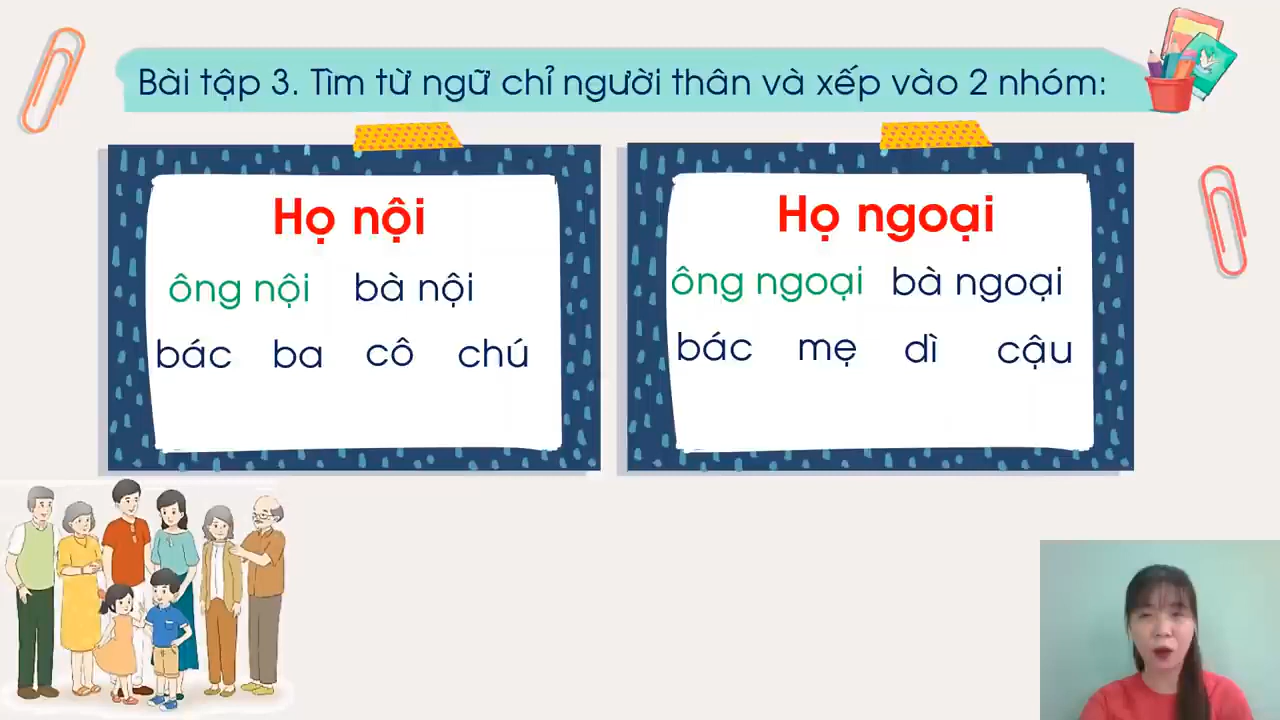 Bài tập 3. Tìm từ ngữ chỉ người thân và xếp vào 2 nhóm:
Họ nội
ông nội bà nội
bác ba cô chú
Họ ngoại
ông ngoại bà ngoại
bác mẹ dì cậu